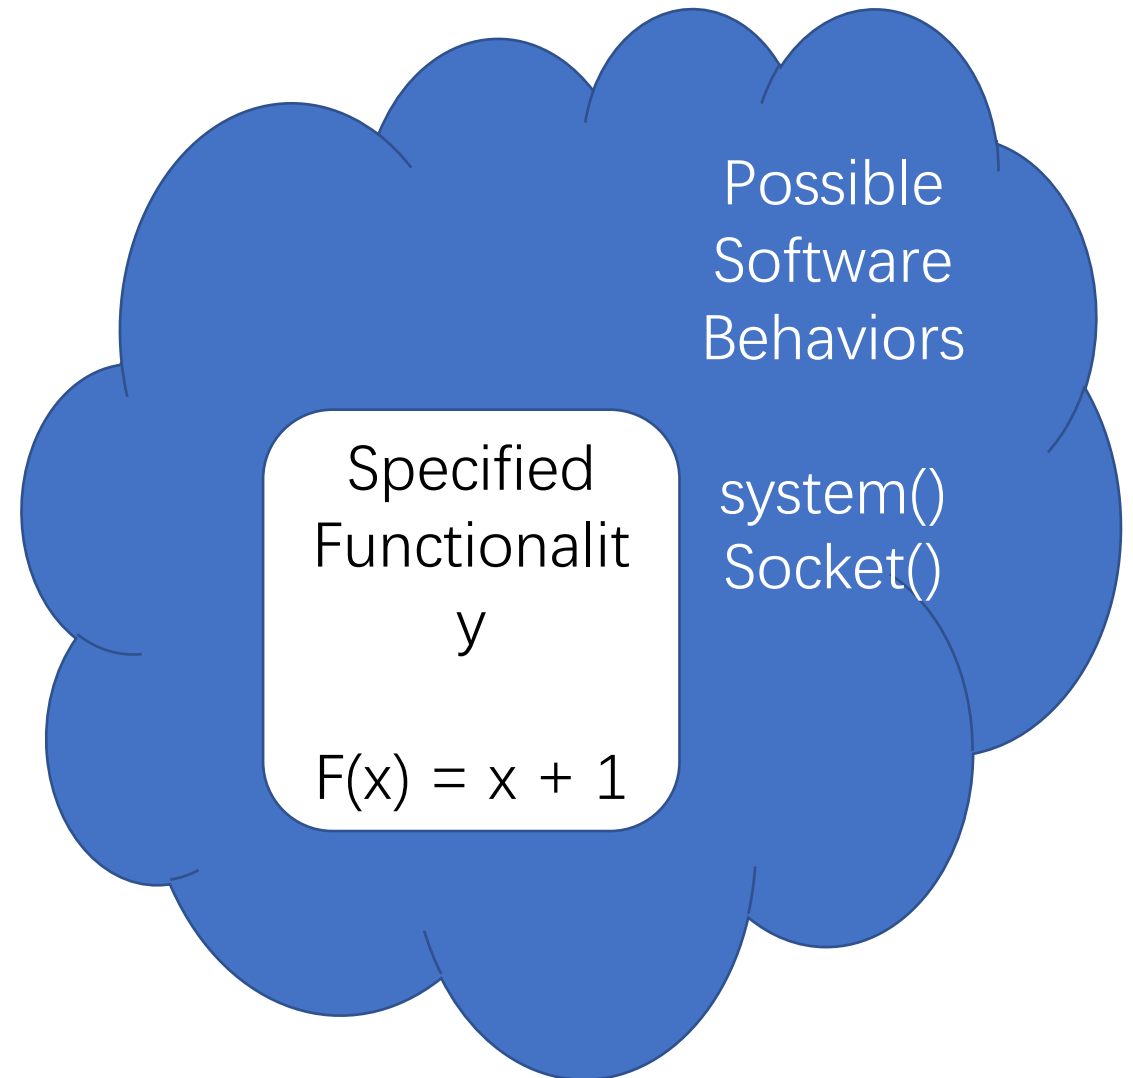 Possible
Software
Behaviors
system()
Socket()
Specified
Functionalit
y
F(x) = x + 1